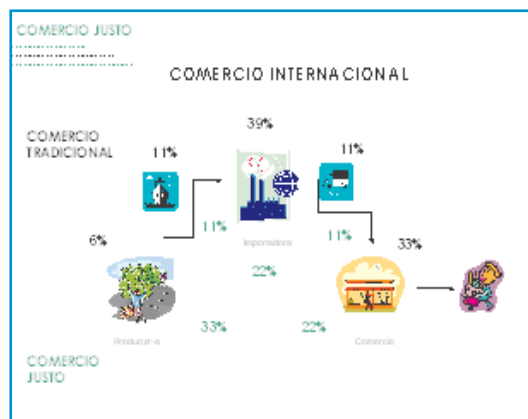 COMERCIO JUSTO
COMERCIO INTERNACIONAL
COMERCIO
TRADICIONAL
39%
11%
11%
11%
Importadora
11%
6%
33%
22%
33%
22%
Productor-a
Comercio
COMERCIO
JUSTO